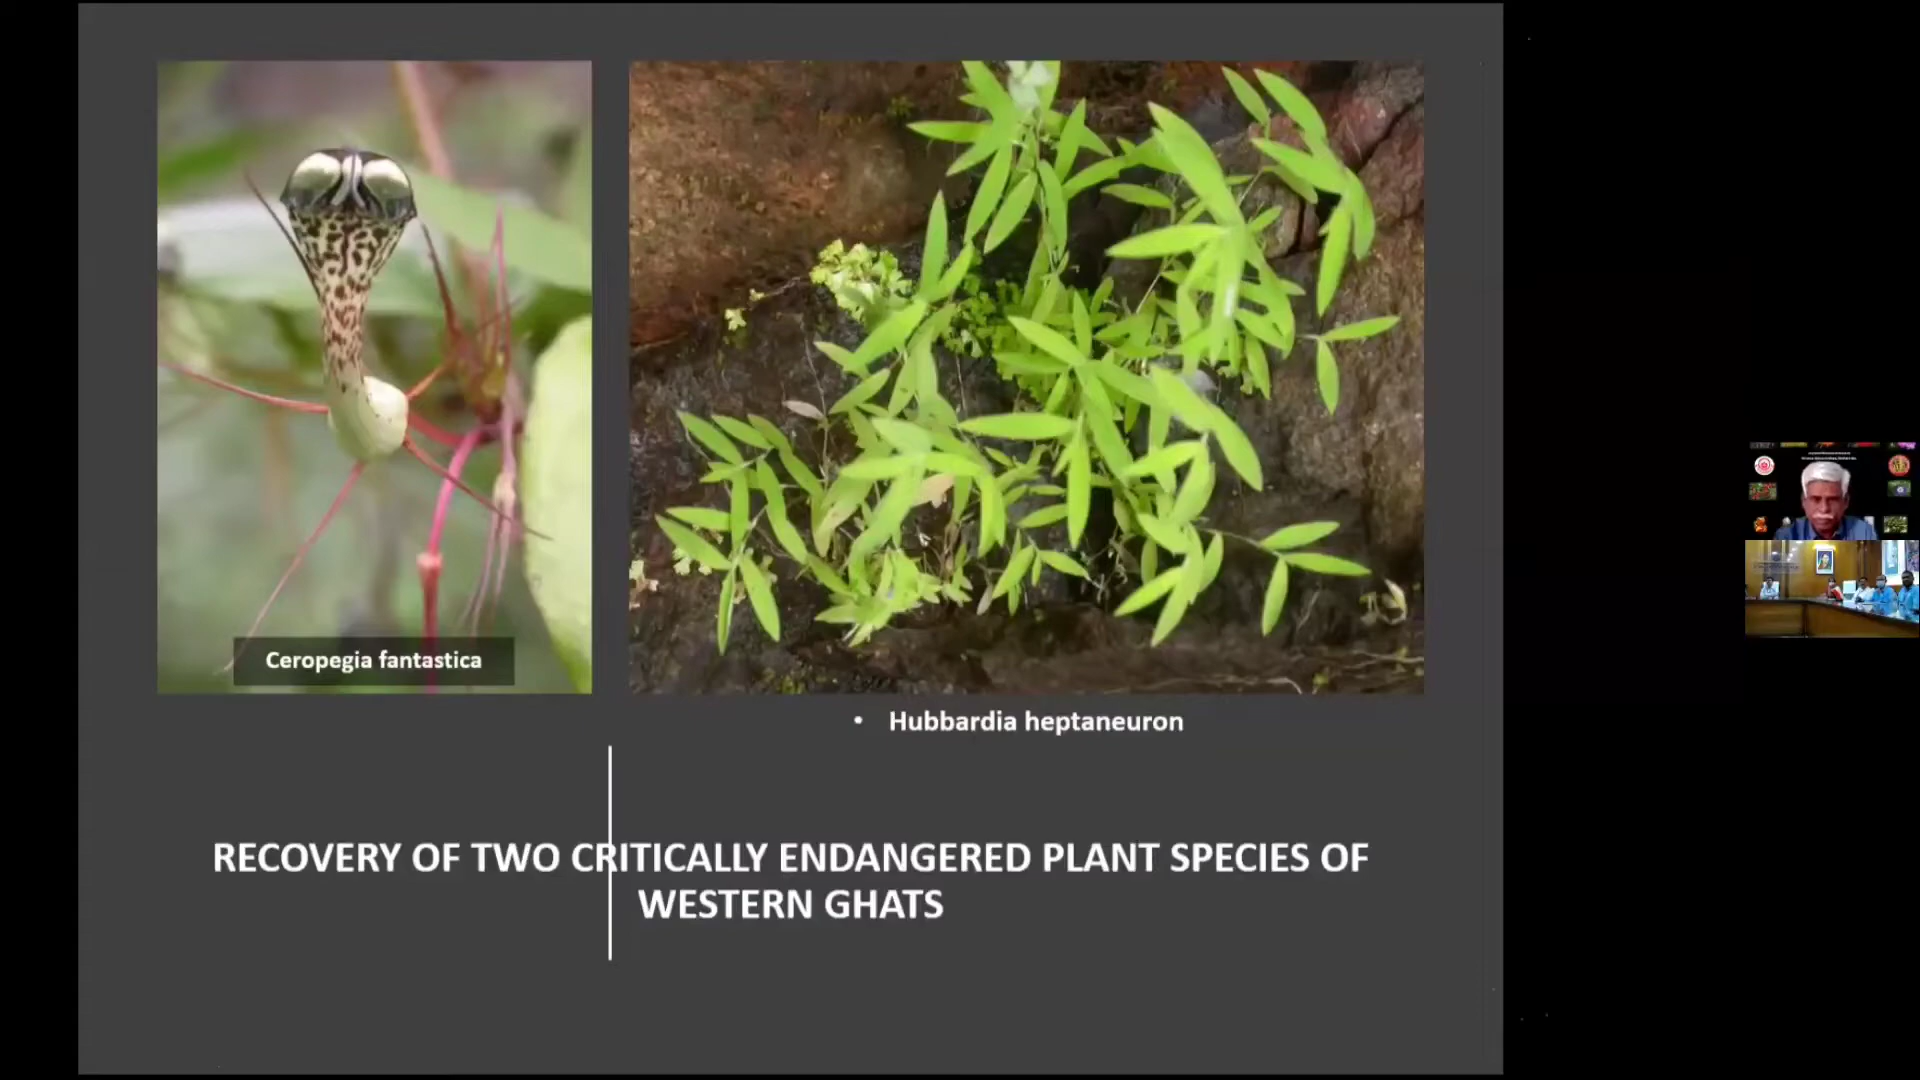 Ceropegia fantastica
• Hubbardia heptaneuron
RECOVERY OF TWO CRITICALLY ENDANGERED PLANT SPECIES OF
WESTERN GHATS